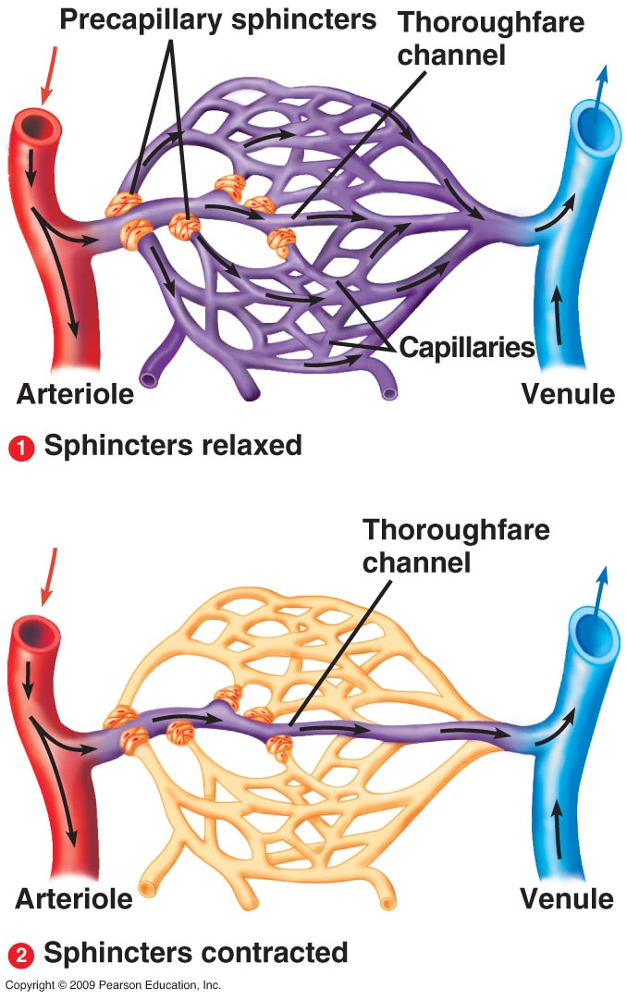 Precapillary sphincters
Thoroughfare
channel
Capillaries
Arteriole
Venule
1 Sphincters relaxed
Thoroughfare
channel
Arteriole
Venule
2 Sphincters contracted
Copyright © 2009 Pearson Education, Inc.